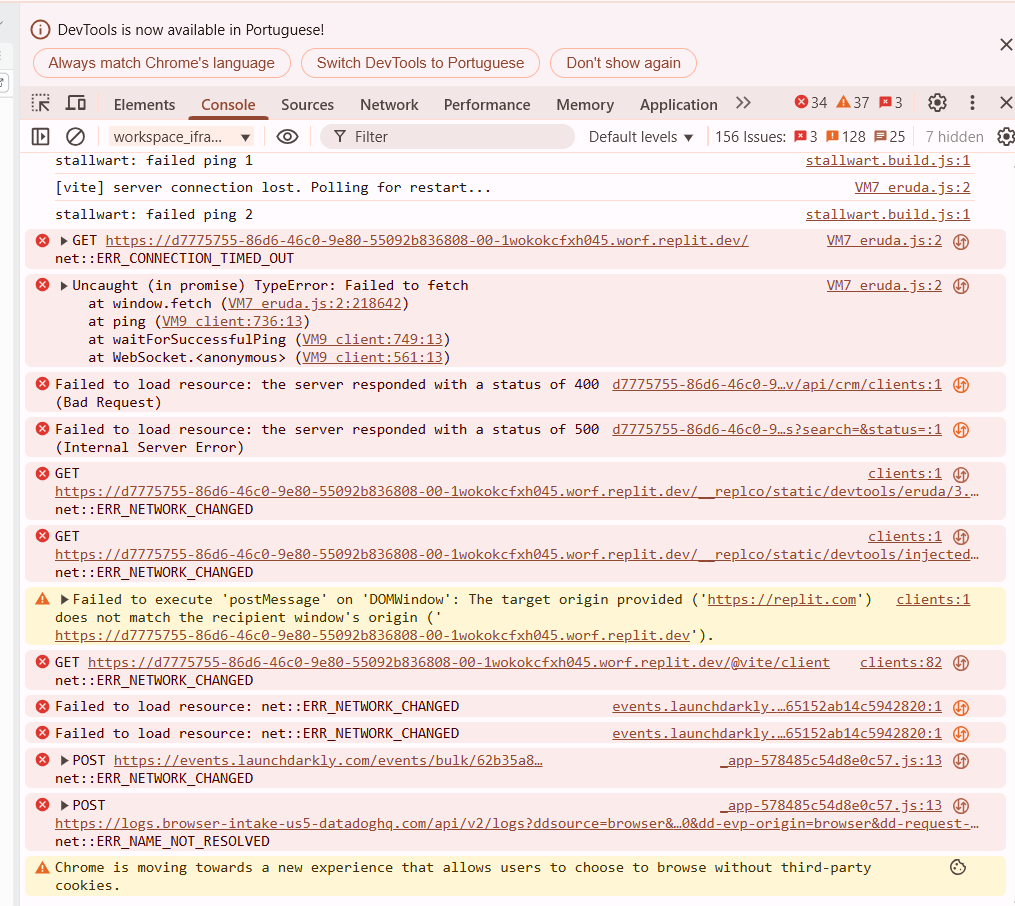 DevTools is now available in Portuguese!
Always match Chrome's language
Switch DevTools to Portuguese
Don't show again
Elements Console Sources Network Performance Memory Application 34 37 3
workspace_ifra... Filter Default levels 156 Issues: 3 128 25 7 hidden
stallwart: failed ping 1 stallwart.build.js:1
[vite] server connection lost. Polling for restart... VM7 eruda.js:2
stallwart: failed ping 2 stallwart.build.js:1
GET https://d7775755-86d6-46c0-9e80-55092b836808-00-1wokokcfxh045.worf.replit.dev/ VM7 eruda.js:2
net::ERR_CONNECTION_TIMED_OUT
Uncaught (in promise) TypeError: Failed to fetch VM7 eruda.js:2
at window.fetch (VM7 eruda.js:2:218642)
at ping (VM9 client:736:13)
at waitForSuccessfulPing (VM9 client:749:13)
at WebSocket.<anonymous> (VM9 client:561:13)
Failed to load resource: the server responded with a status of 400 d7775755-86d6-46c0-9…v/api/crm/clients:1
(Bad Request)
Failed to load resource: the server responded with a status of 500 d7775755-86d6-46c0-9…s?search=&status=:1
(Internal Server Error)
GET clients:1
https://d7775755-86d6-46c0-9e80-55092b836808-00-1wokokcfxh045.worf.replit.dev/__replco/static/devtools/eruda/3.…
net::ERR_NETWORK_CHANGED
GET clients:1
https://d7775755-86d6-46c0-9e80-55092b836808-00-1wokokcfxh045.worf.replit.dev/__replco/static/devtools/injected…
net::ERR_NETWORK_CHANGED
Failed to execute 'postMessage' on 'DOMWindow': The target origin provided ('https://replit.com') clients:1
does not match the recipient window's origin ('
https://d7775755-86d6-46c0-9e80-55092b836808-00-1wokokcfxh045.worf.replit.dev').
GET https://d7775755-86d6-46c0-9e80-55092b836808-00-1wokokcfxh045.worf.replit.dev/@vite/client clients:82
net::ERR_NETWORK_CHANGED
Failed to load resource: net::ERR_NETWORK_CHANGED events.launchdarkly.…65152ab14c5942820:1
Failed to load resource: net::ERR_NETWORK_CHANGED events.launchdarkly.…65152ab14c5942820:1
POST https://events.launchdarkly.com/events/bulk/62b35a8… _app-578485c54d8e0c57.js:13
net::ERR_NETWORK_CHANGED
POST _app-578485c54d8e0c57.js:13
https://logs.browser-intake-us5-datadoghq.com/api/v2/logs?ddsource=browser&…0&dd-evp-origin=browser&dd-request-…
net::ERR_NAME_NOT_RESOLVED
Chrome is moving towards a new experience that allows users to choose to browse without third-party
cookies.